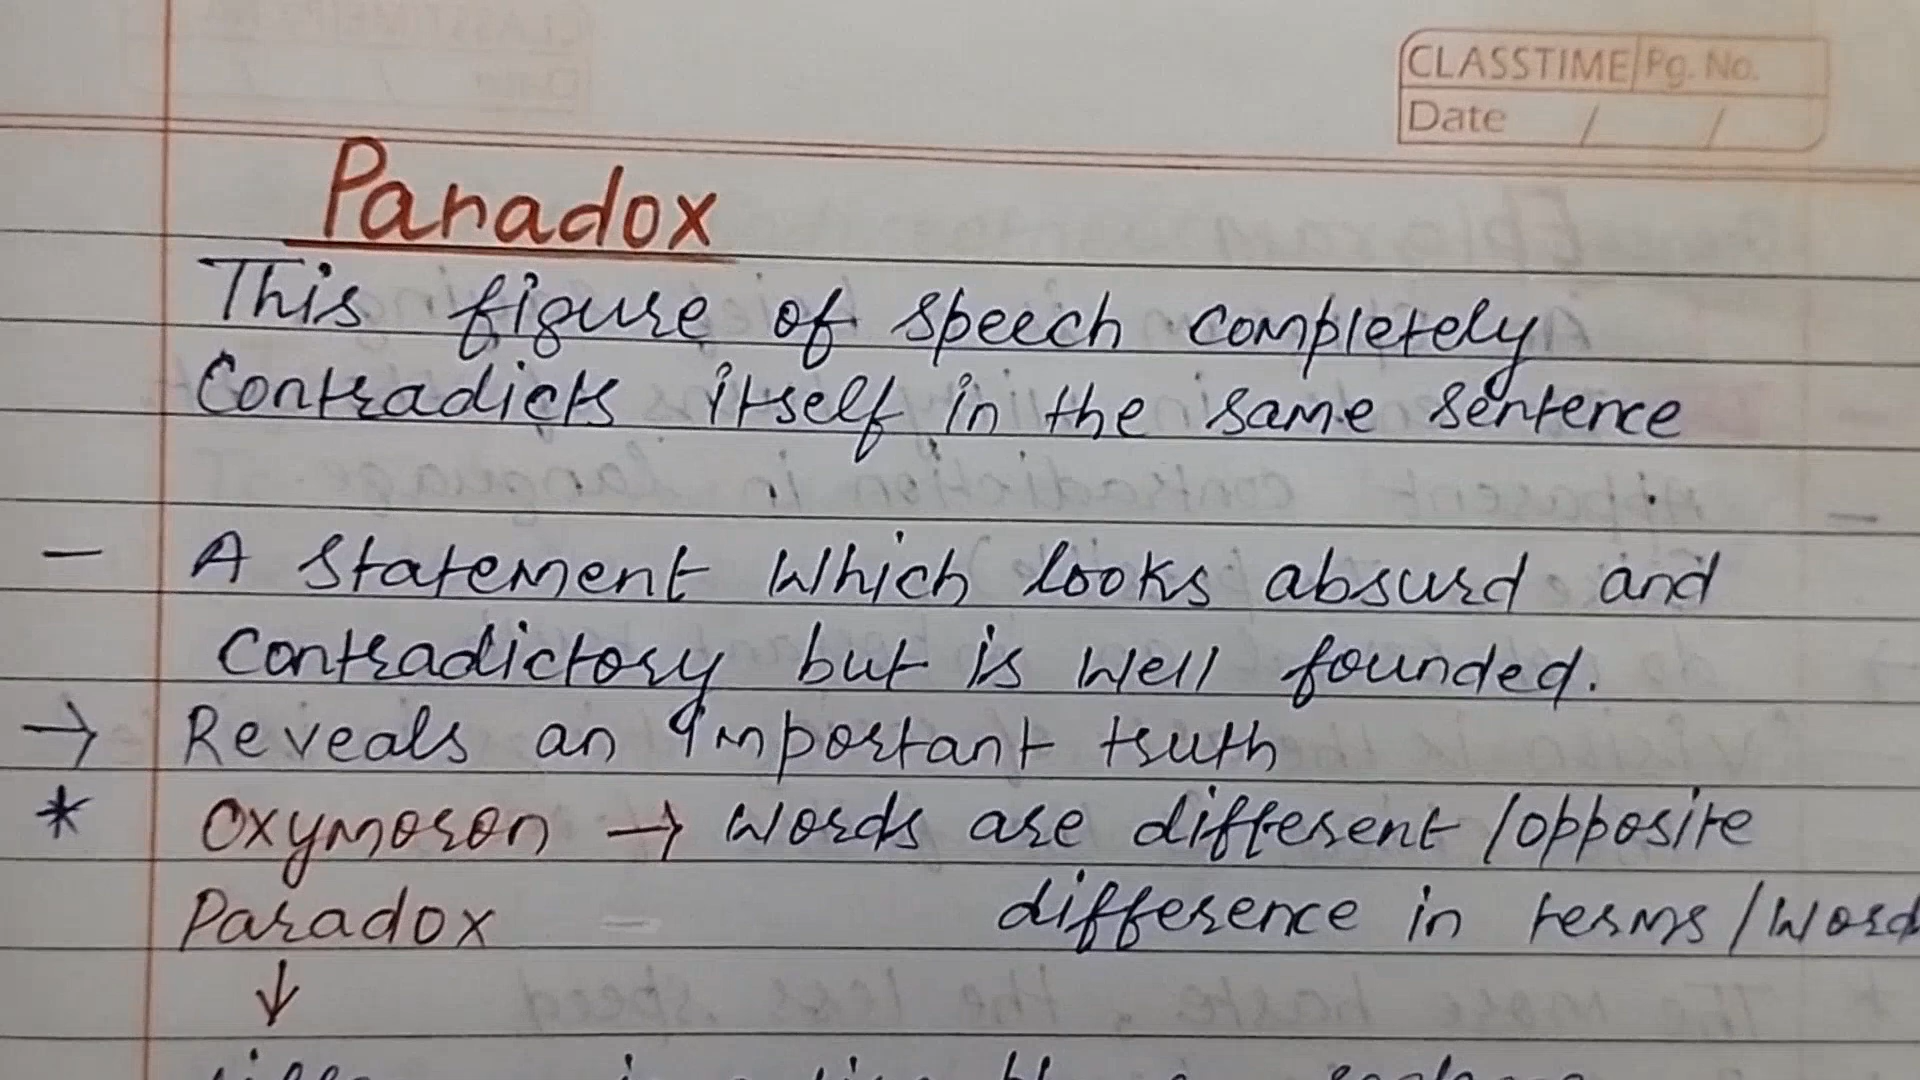 CLASSTIME Pg. No.
Date / /
Paradox
This figure of speech completely
Contradicts itself in the same sentence
- A statement which looks absurd and
contradictory but is well founded.
→ Reveals an important truth
* Oxymoron → words are different / opposite
Paradox difference in terms / word
↓